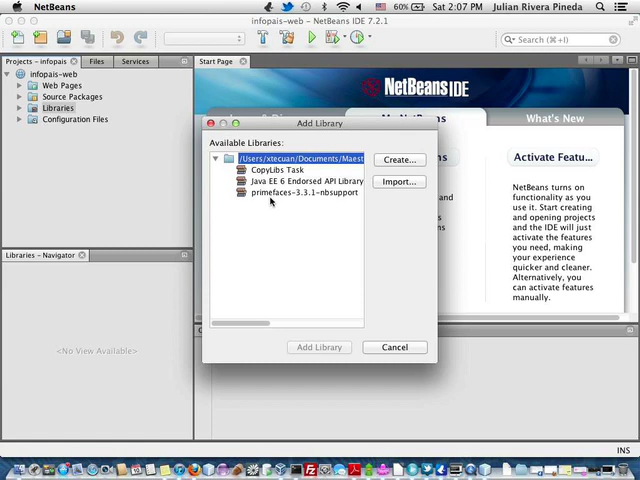 NetBeans
60%
Sat 2:07 PM
Julian Rivera Pineda
infopais-web - NetBeans IDE 7.2.1
Search (⌘+I)
Projects - infopais
Files
Services
Start Page
infopais-web
Web Pages
Source Packages
Libraries
Configuration Files
NetBeans IDE
My NetBeans
What's New
Add Library
Available Libraries:
/Users/xtecuan/Documents/Maest
CopyLibs Task
Java EE 6 Endorsed API Library
primefaces-3.3.1-nbsupport
Create...
Import...
Add Library
Cancel
Activate Featu...
NetBeans turns on
functionality as you
use it. Start creating
and opening projects
and the IDE will just
activate the features
you need, making
your experience
quicker and cleaner.
Alternatively, you
can activate features
manually.
Libraries - Navigator
<No View Available>
INS